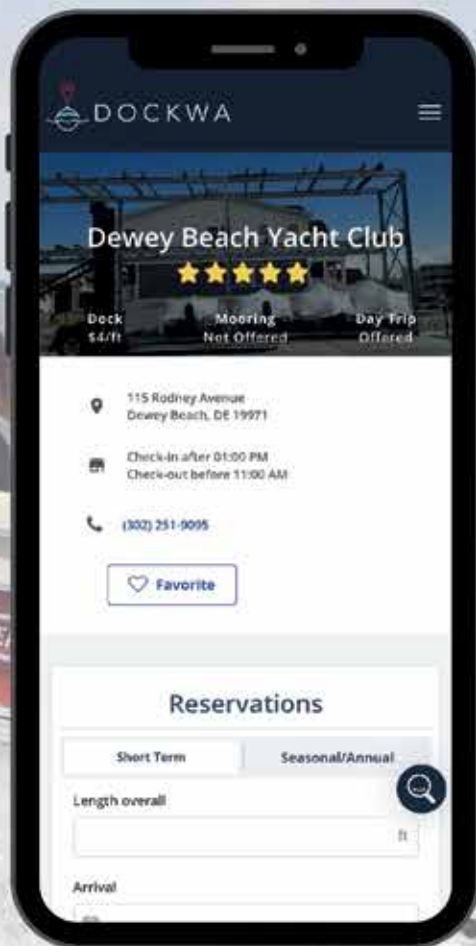 DOCKWA
Dewey Beach Yacht Club
Dock
$4/ft
Mooring
Not Offered
Day Trip
Offered
115 Rodney Avenue
Dewey Beach, DE 19971
Check-in after 01:00 PM
Check-out before 11:00 AM
(302) 251-9095
Favorite
Reservations
Short Term
Seasonal/Annual
Length overall
ft
Arrival